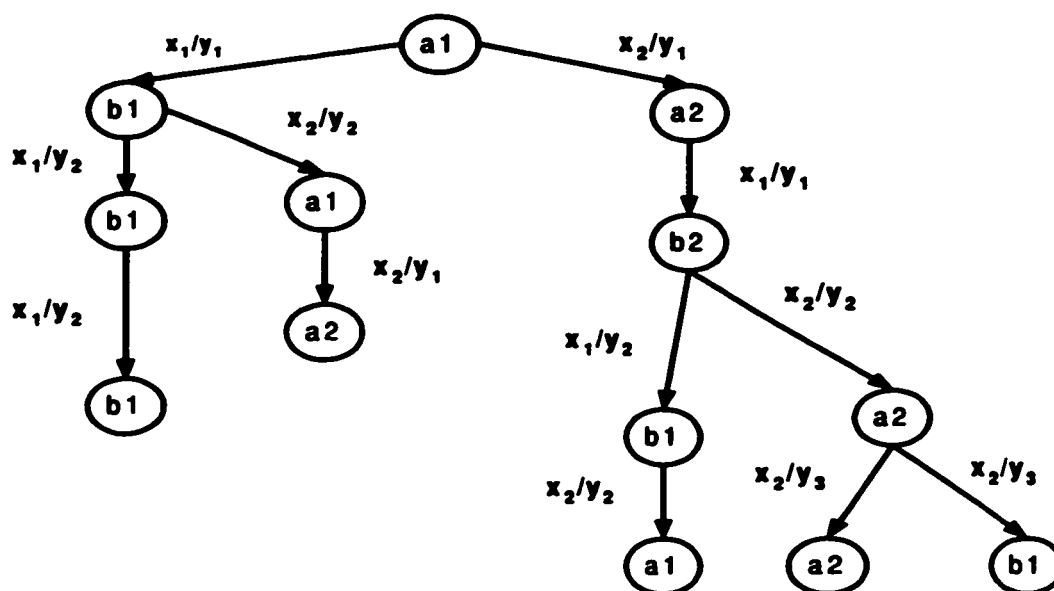 a1
x₁/y₁
x₂/y₁
b1
a2
x₂/y₂
x₁/y₂
x₁/y₁
a1
b1
b2
x₂/y₁
x₂/y₂
x₁/y₂
a2
x₁/y₂
b1
a2
b1
x₂/y₃
x₂/y₃
x₂/y₂
a1
a2
b1